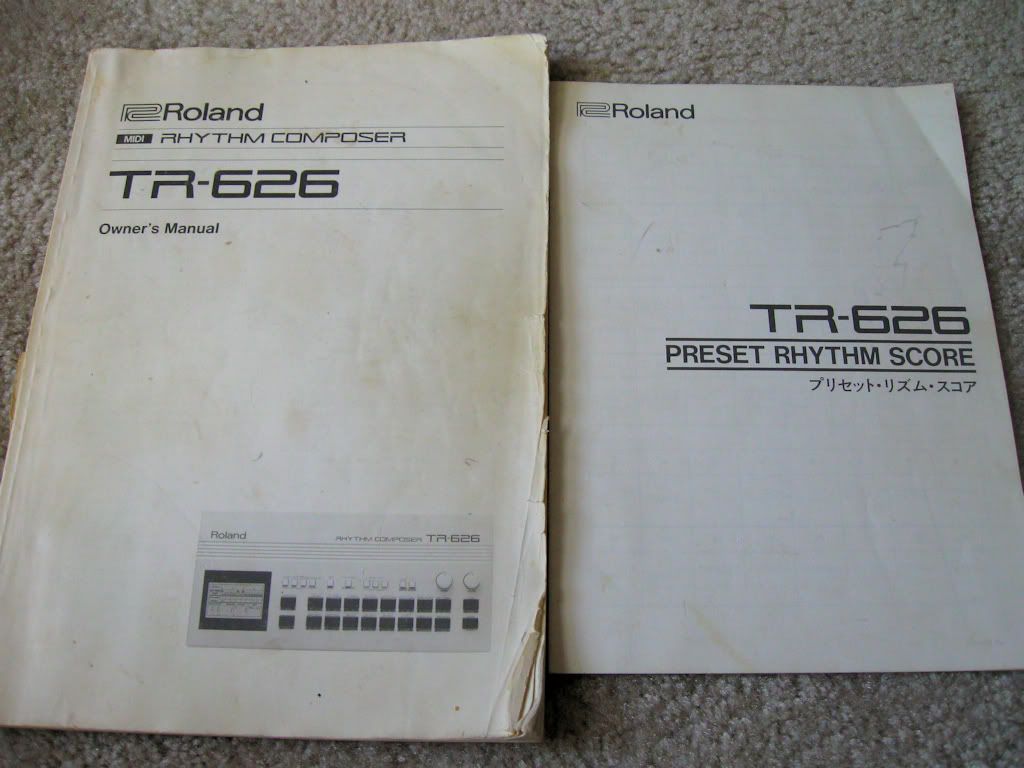 Roland
MIDI RHYTHM COMPOSER
TR-626
Owner's Manual
Roland
RHYTHM COMPOSER TR-626
Roland
TR-626
PRESET RHYTHM SCORE
プリセット・リズム・スコア